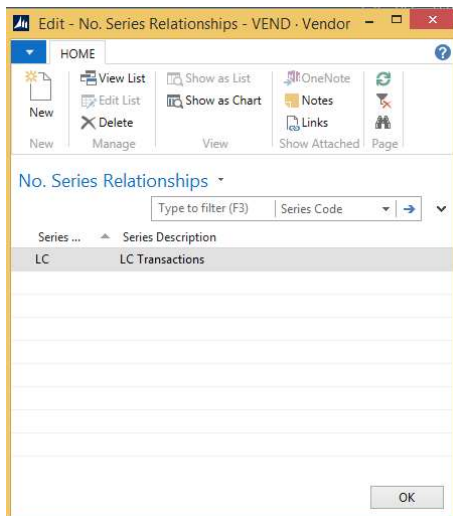 Edit - No. Series Relationships - VEND · Vendor
HOME
New
View List
Edit List
Delete
Show as List
Show as Chart
OneNote
Notes
Links
New
Manage
View
Show Attached
Page
No. Series Relationships
Type to filter (F3)
Series Code
Series ... Series Description
LC LC Transactions
OK